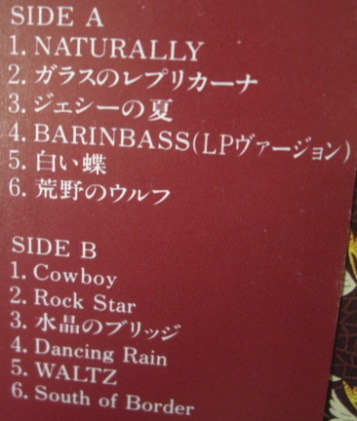 SIDE A
1. NATURALLY
2. ガラスのレプリカーナ
3. ジェシーの夏
4. BARINBASS(LPヴァージョン)
5. 白い蝶
6. 荒野のウルフ
SIDE B
1. Cowboy
2. Rock Star
3. 水晶のブリッジ
4. Dancing Rain
5. WALTZ
6. South of Border